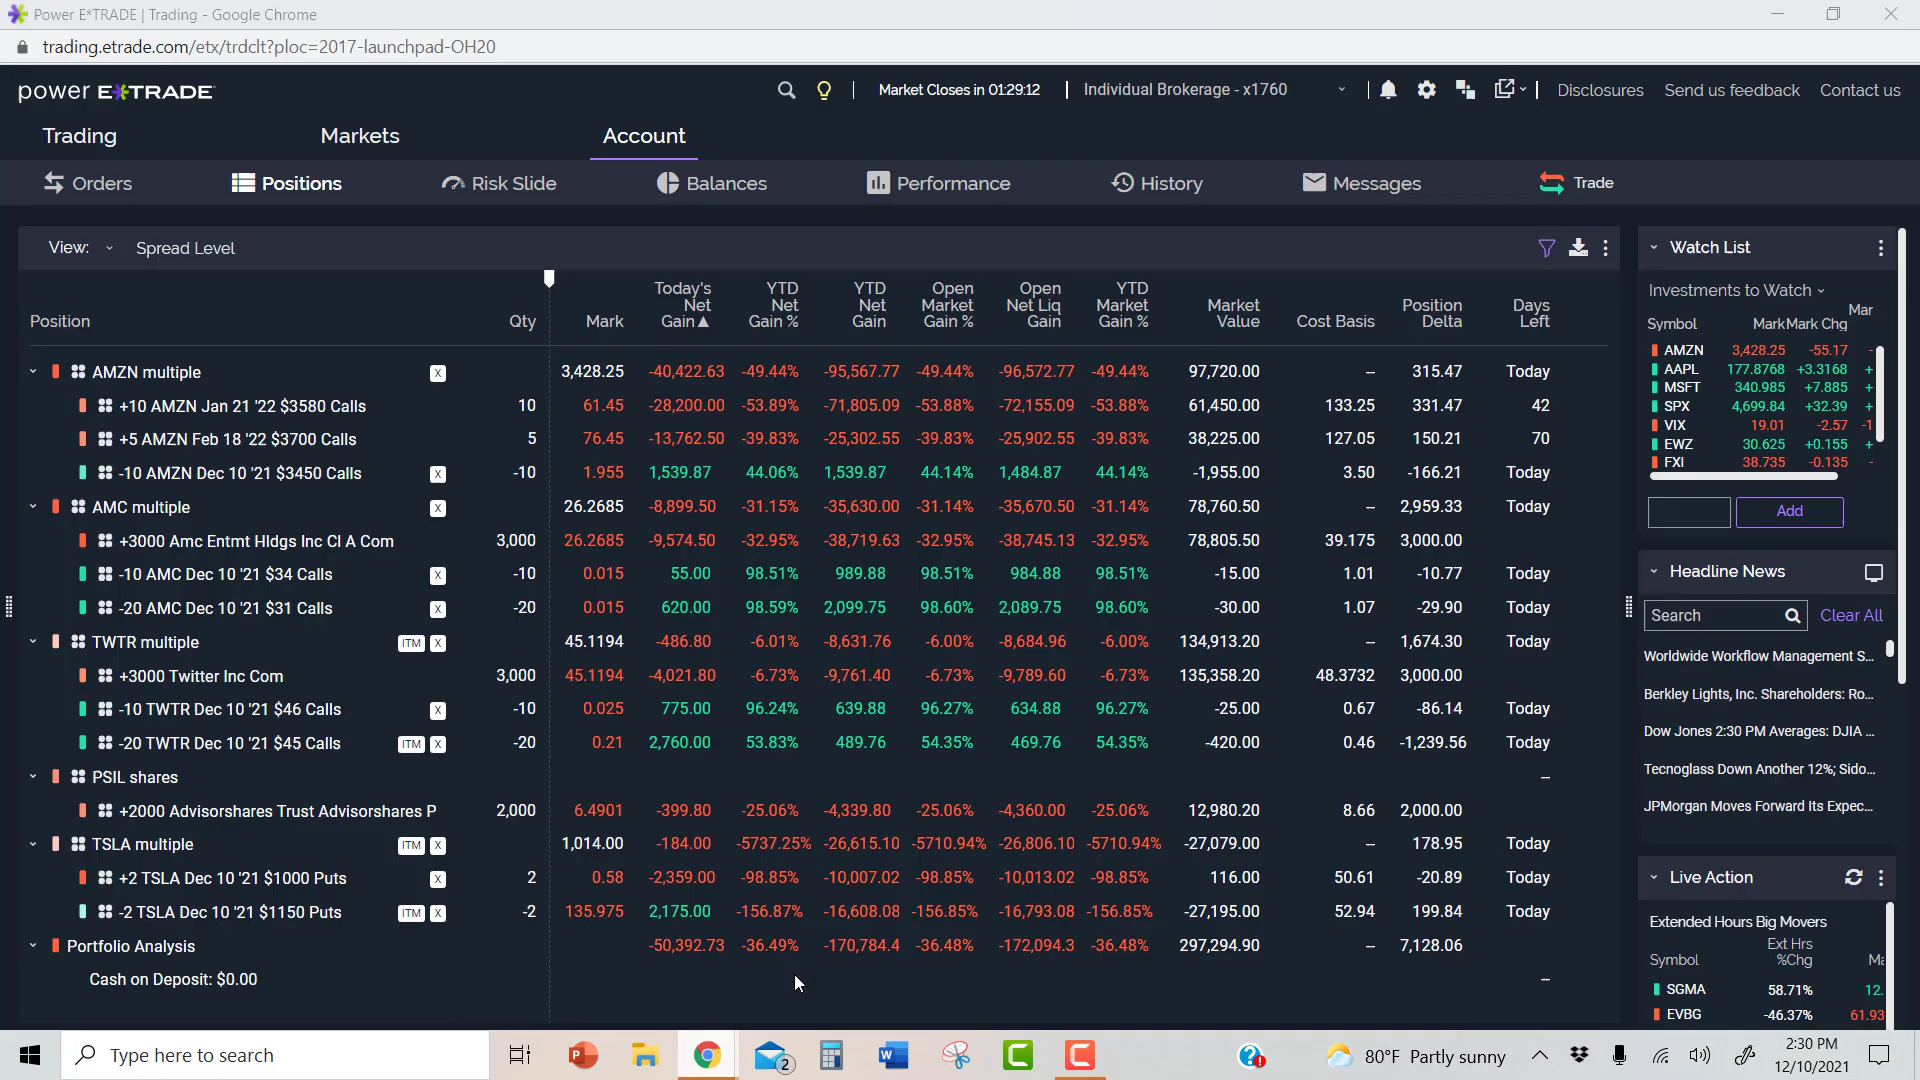 Power E*TRADE | Trading - Google Chrome
trading.etrade.com/etx/trdclt?ploc=2017-launchpad-OH20
power E*TRADE
Market Closes in 01:29:12
Individual Brokerage - x1760
Disclosures Send us feedback Contact us
Trading Markets Account
Orders Positions Risk Slide Balances Performance History Messages Trade
View: Spread Level
Position Qty Mark Today's Net Gain▲ YTD Net Gain % YTD Net Gain Open Market Gain % Open Net Liq Gain YTD Market Gain % Market Value Cost Basis Position Delta Days Left
AMZN multiple X 3,428.25 -40,422.63 -49.44% -95,567.77 -49.44% -96,572.77 -49.44% 97,720.00 -- 315.47 Today
+10 AMZN Jan 21 '22 $3580 Calls 10 61.45 -28,200.00 -53.89% -71,805.09 -53.88% -72,155.09 -53.88% 61,450.00 133.25 331.47 42
+5 AMZN Feb 18 '22 $3700 Calls 5 76.45 -13,762.50 -39.83% -25,302.55 -39.83% -25,902.55 -39.83% 38,225.00 127.05 150.21 70
-10 AMZN Dec 10 '21 $3450 Calls X -10 1.955 1,539.87 44.06% 1,539.87 44.14% 1,484.87 44.14% -1,955.00 3.50 -166.21 Today
AMC multiple X 26.2685 -8,899.50 -31.15% -35,630.00 -31.14% -35,670.50 -31.14% 78,760.50 -- 2,959.33 Today
+3000 Amc Entmt Hldgs Inc Cl A Com 3,000 26.2685 -9,574.50 -32.95% -38,719.63 -32.95% -38,745.13 -32.95% 78,805.50 39.175 3,000.00
-10 AMC Dec 10 '21 $34 Calls X -10 0.015 55.00 98.51% 989.88 98.51% 984.88 98.51% -15.00 1.01 -10.77 Today
-20 AMC Dec 10 '21 $31 Calls X -20 0.015 620.00 98.59% 2,099.75 98.60% 2,089.75 98.60% -30.00 1.07 -29.90 Today
TWTR multiple ITM X 45.1194 -486.80 -6.01% -8,631.76 -6.00% -8,684.96 -6.00% 134,913.20 -- 1,674.30 Today
+3000 Twitter Inc Com 3,000 45.1194 -4,021.80 -6.73% -9,761.40 -6.73% -9,789.60 -6.73% 135,358.20 48.3732 3,000.00
-10 TWTR Dec 10 '21 $46 Calls X -10 0.025 775.00 96.24% 639.88 96.27% 634.88 96.27% -25.00 0.67 -86.14 Today
-20 TWTR Dec 10 '21 $45 Calls ITM X -20 0.21 2,760.00 53.83% 489.76 54.35% 469.76 54.35% -420.00 0.46 -1,239.56 Today
PSIL shares --
+2000 Advisorshares Trust Advisorshares P 2,000 6.4901 -399.80 -25.06% -4,339.80 -25.06% -4,360.00 -25.06% 12,980.20 8.66 2,000.00
TSLA multiple ITM X 1,014.00 -184.00 -5737.25% -26,615.10 -5710.94% -26,806.10 -5710.94% -27,079.00 -- 178.95 Today
+2 TSLA Dec 10 '21 $1000 Puts X 2 0.58 -2,359.00 -98.85% -10,007.02 -98.85% -10,013.02 -98.85% 116.00 50.61 -20.89 Today
-2 TSLA Dec 10 '21 $1150 Puts ITM X -2 135.975 2,175.00 -156.87% -16,608.08 -156.85% -16,793.08 -156.85% -27,195.00 52.94 199.84 Today
Portfolio Analysis -50,392.73 -36.49% -170,784.4 -36.48% -172,094.3 -36.48% 297,294.90 -- 7,128.06
Cash on Deposit: $0.00 --
Watch List
Investments to Watch
Symbol Mark Mark Chg Mar
AMZN 3,428.25 -55.17 -
AAPL 177.8768 +3.3168 +
MSFT 340.985 +7.885 +
SPX 4,699.84 +32.39 +
VIX 19.01 -2.57 -1
EWZ 30.625 +0.155 +
FXI 38.735 -0.135 -
Add
Headline News
Search Clear All
Worldwide Workflow Management S...
Berkley Lights, Inc. Shareholders: Ro...
Dow Jones 2:30 PM Averages: DJIA ...
Tecnoglass Down Another 12%; Sido...
JPMorgan Moves Forward Its Expec...
Live Action
Extended Hours Big Movers
Symbol Ext Hrs %Chg
SGMA 58.71% 12.
EVBG -46.37% 61.93
Type here to search
2
80°F Partly sunny
2:30 PM
12/10/2021